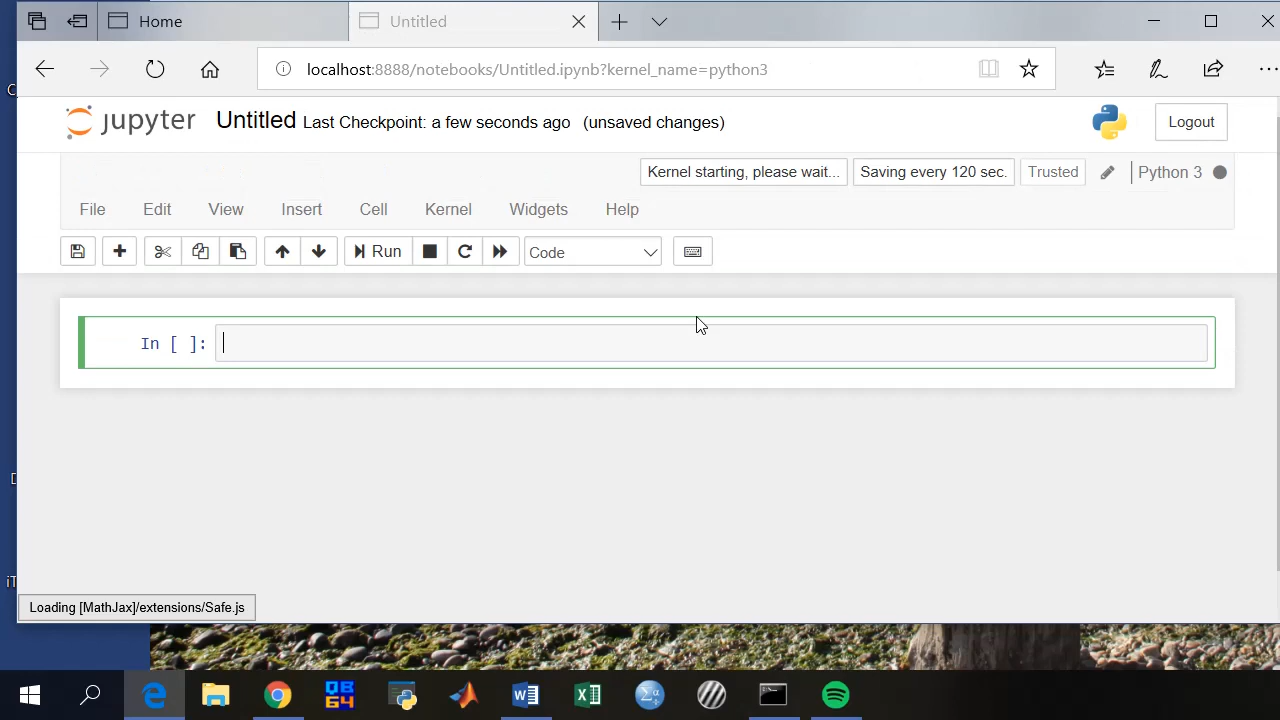 Home
Untitled
localhost:8888/notebooks/Untitled.ipynb?kernel_name=python3
jupyter Untitled Last Checkpoint: a few seconds ago (unsaved changes)
Logout
Kernel starting, please wait... Saving every 120 sec. Trusted Python 3
File Edit View Insert Cell Kernel Widgets Help
Run Code
In [ ]:
Loading [MathJax]/extensions/Safe.js
QB
64